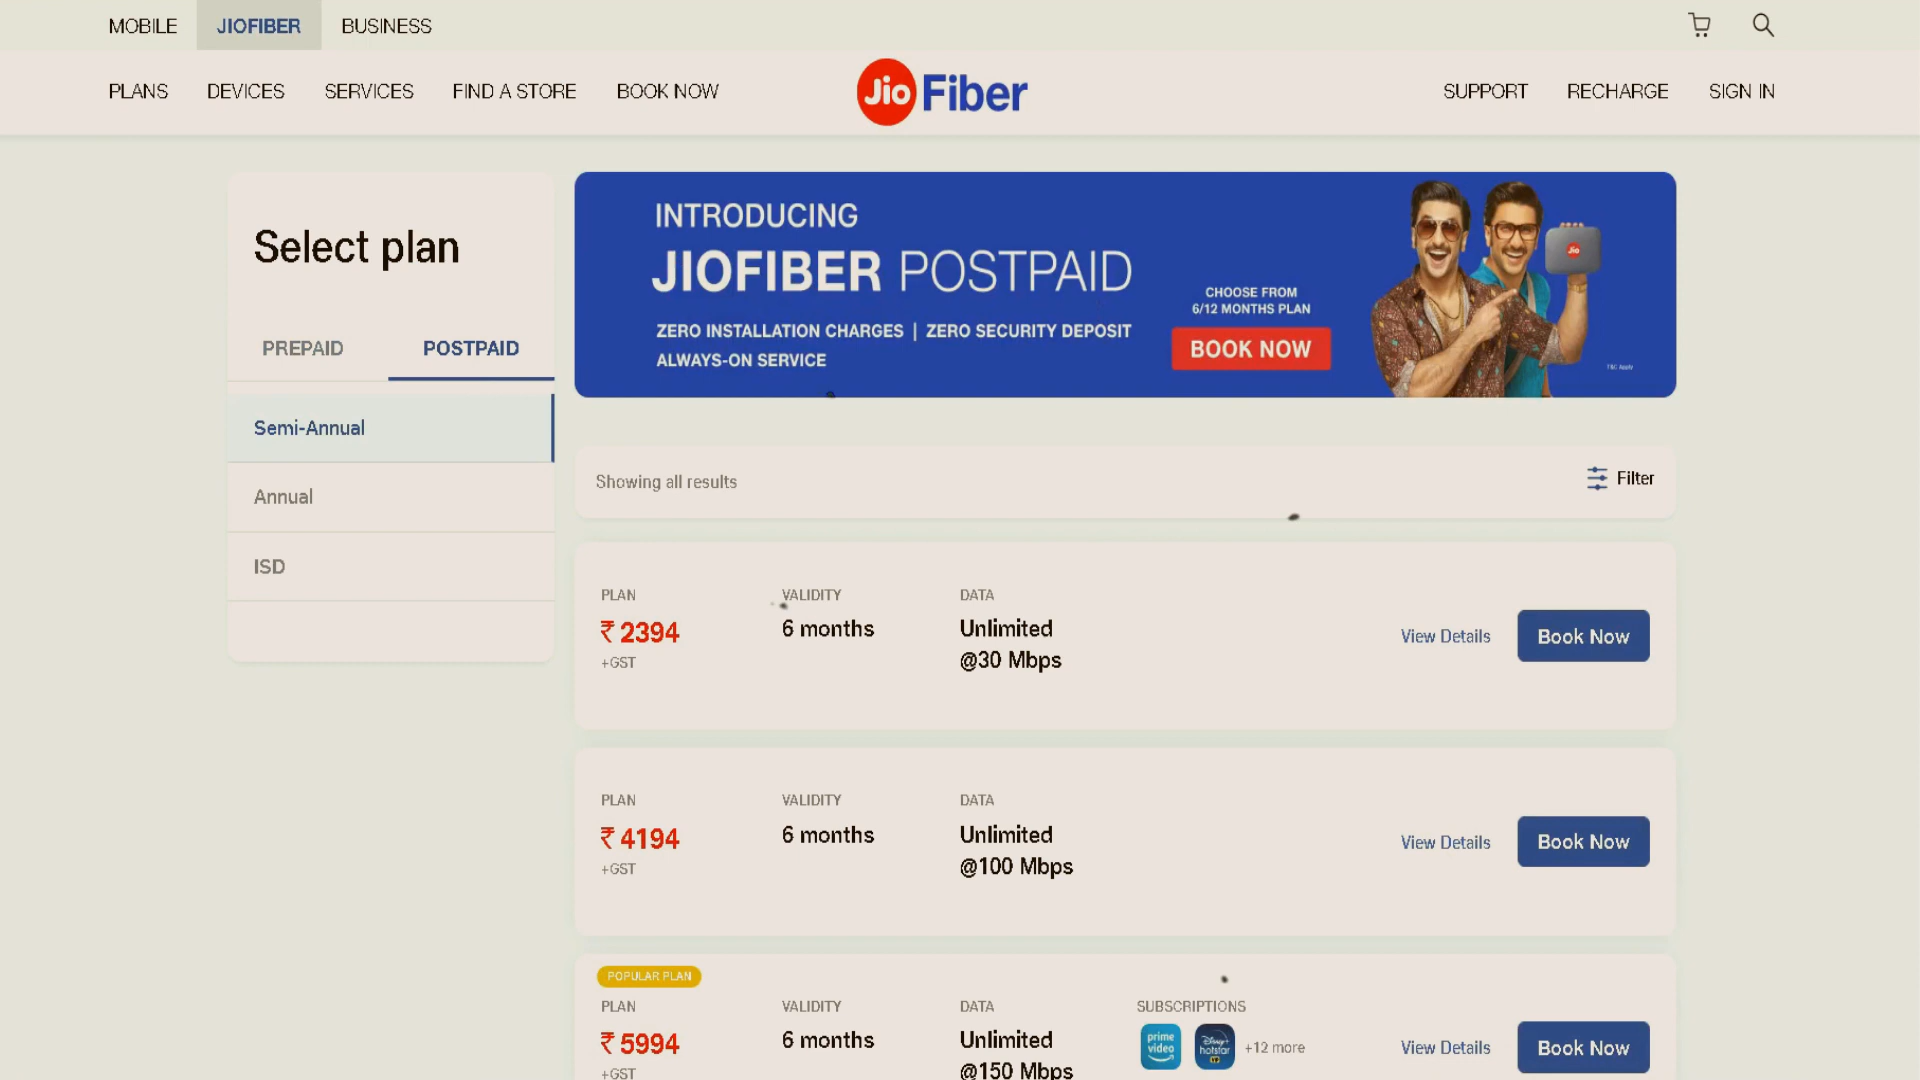 MOBILE JIOFIBER BUSINESS
PLANS DEVICES SERVICES FIND A STORE BOOK NOW Jio Fiber SUPPORT RECHARGE SIGN IN
Select plan
PREPAID POSTPAID
Semi-Annual
Annual
ISD
INTRODUCING
JIOFIBER POSTPAID
ZERO INSTALLATION CHARGES | ZERO SECURITY DEPOSIT
ALWAYS-ON SERVICE
CHOOSE FROM
6/12 MONTHS PLAN
BOOK NOW
Jio
T&C Apply
Showing all results
Filter
PLAN VALIDITY DATA
₹ 2394 6 months Unlimited
+GST @30 Mbps
View Details Book Now
PLAN VALIDITY DATA
₹ 4194 6 months Unlimited
+GST @100 Mbps
View Details Book Now
POPULAR PLAN
PLAN VALIDITY DATA SUBSCRIPTIONS
₹ 5994 6 months Unlimited
prime video
Disney+ hotstar
+12 more
View Details Book Now
+GST @150 Mbps